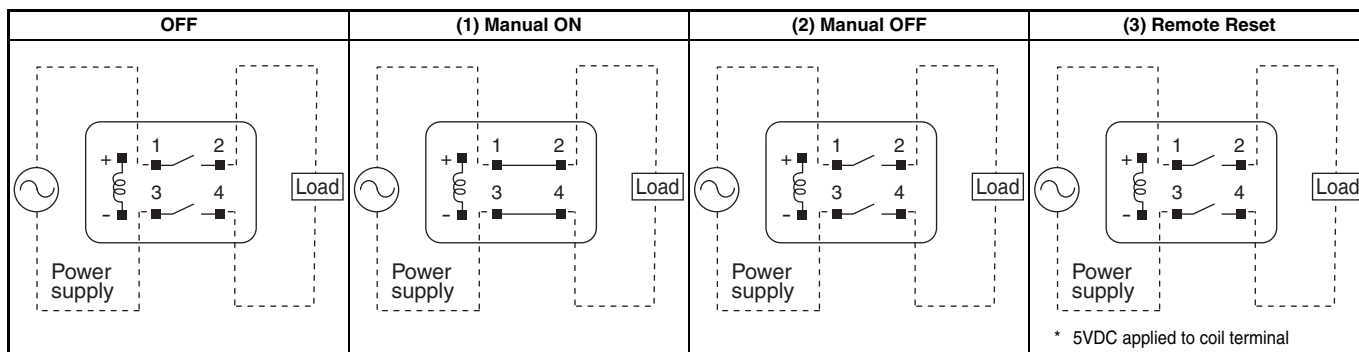 OFF
(1) Manual ON
(2) Manual OFF
(3) Remote Reset
1 2
+
3 4
-
Load
Power
supply
1 2
+
3 4
-
Load
Power
supply
1 2
+
3 4
-
Load
Power
supply
1 2
+
3 4
-
Load
Power
supply
* 5VDC applied to coil terminal